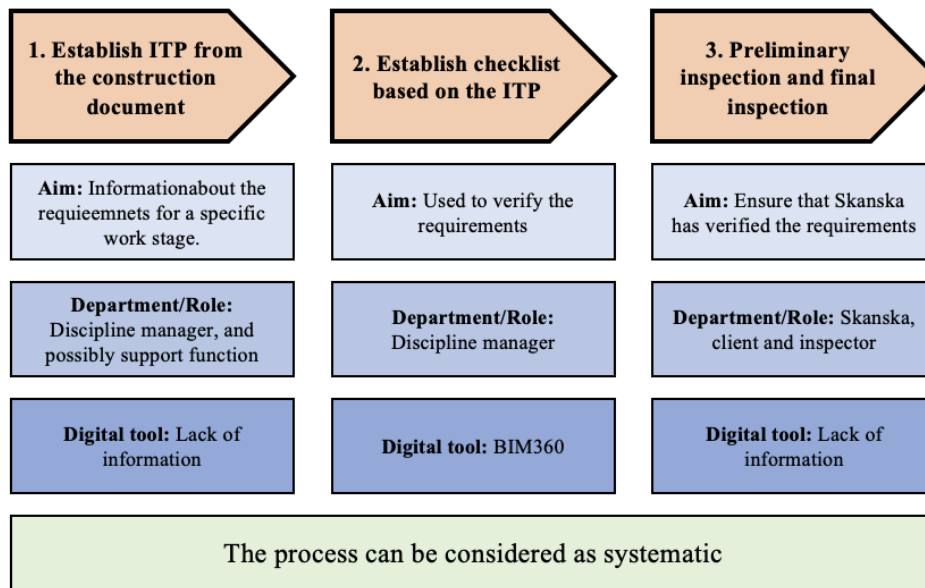 1. Establish ITP from
the construction
document
2. Establish checklist
based on the ITP
3. Preliminary
inspection and final
inspection
Aim: Informationabout the
requieemnets for a specific
work stage.
Aim: Used to verify the
requirements
Aim: Ensure that Skanska
has verified the requirements
Department/Role:
Discipline manager, and
possibly support function
Department/Role:
Discipline manager
Department/Role: Skanska,
client and inspector
Digital tool: Lack of
information
Digital tool: BIM360
Digital tool: Lack of
information
The process can be considered as systematic